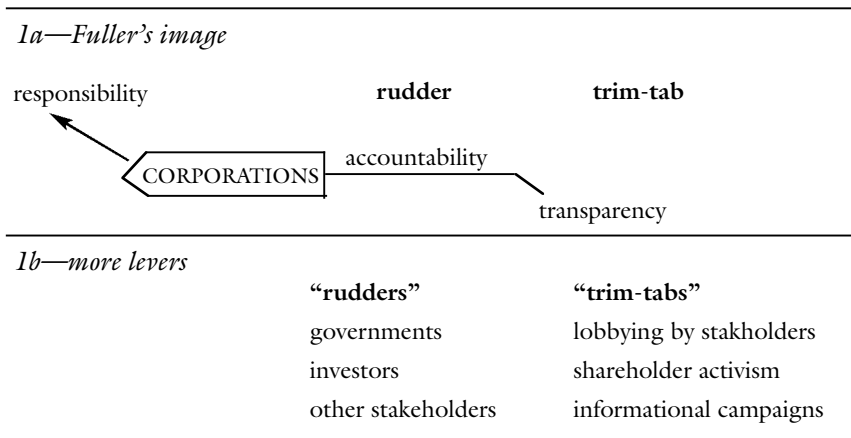 1a—Fuller's image
responsibility rudder trim-tab
accountability
CORPORATIONS
transparency
1b—more levers
“rudders” “trim-tabs”
governments lobbying by stakholders
investors shareholder activism
other stakeholders informational campaigns